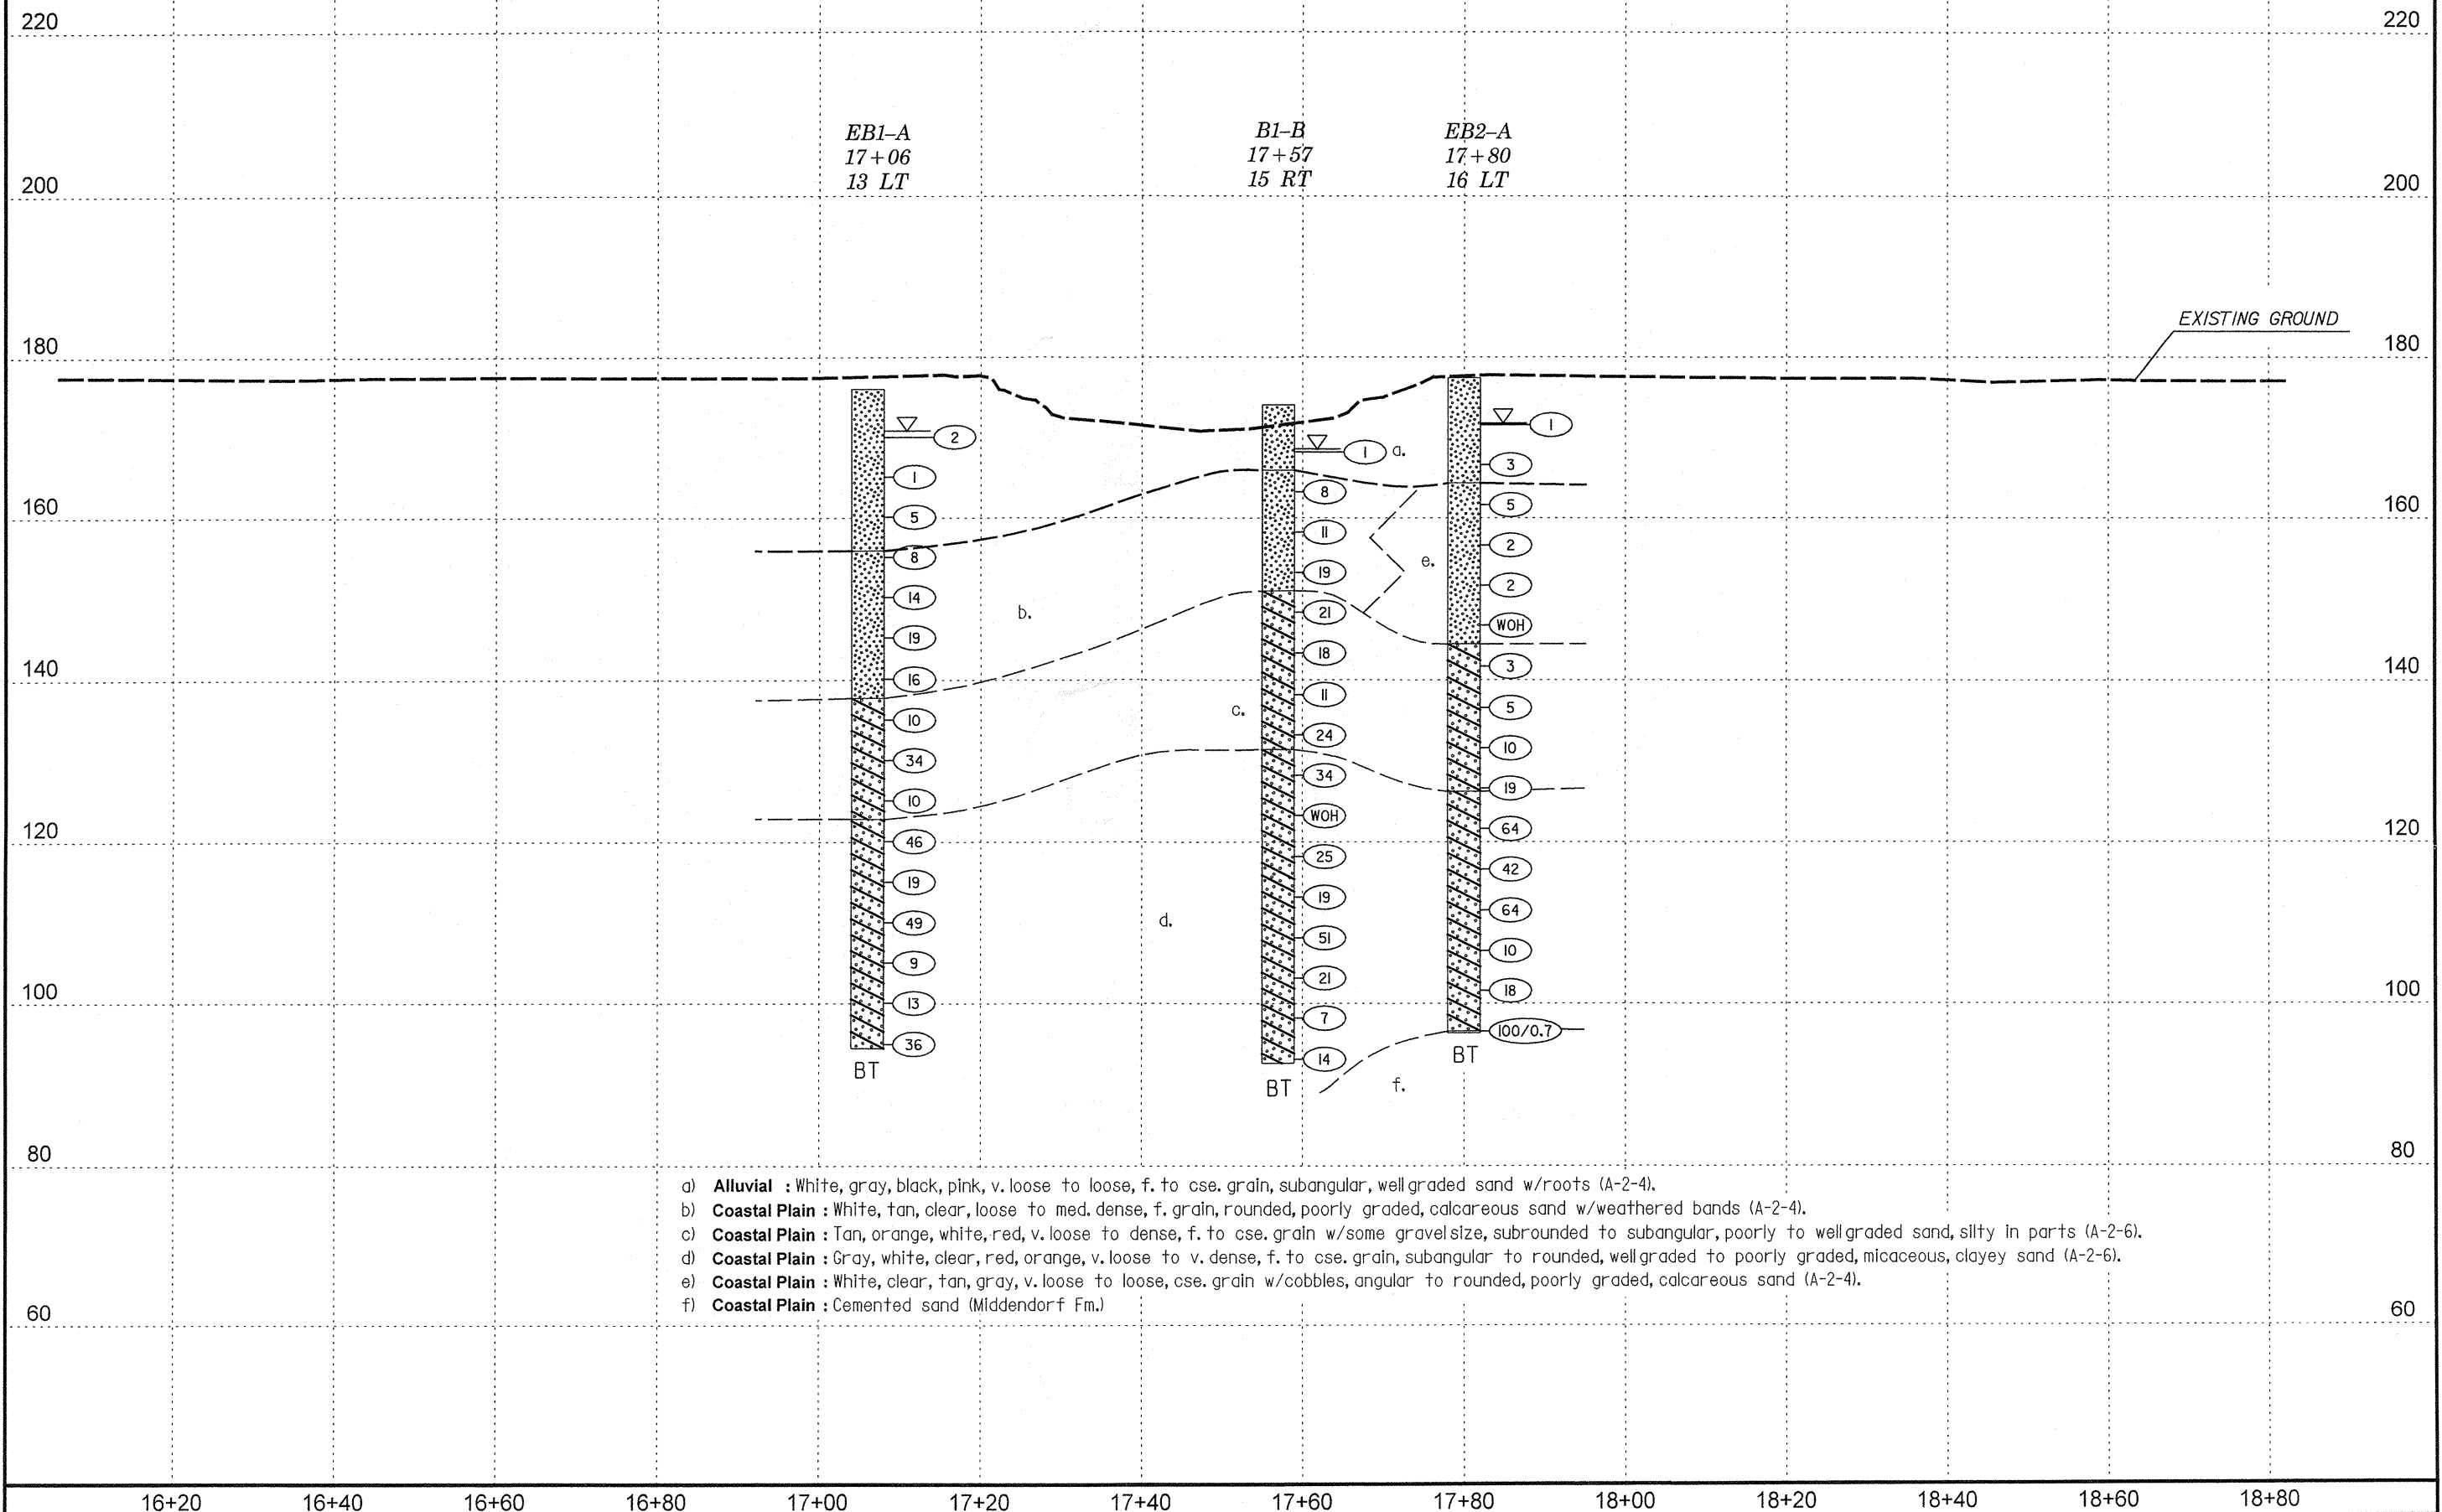 220 220
EB1-A B1-B EB2-A
17+06 17+57 17+80
13 LT 15 RT 16 LT
200 200
EXISTING GROUND
180 180
2 1 a. 1
1 8 3
160 5 11 5 160
8 19 e. 2
14 b. 21 2
19 18 WOH
140 16 11 3 140
10 c. 24 5
34 34 10
10 WOH 19
120 46 25 64 120
19 19 42
49 d. 51 64
9 21 10
100 13 7 18 100
36 14 100/0.7
BT BT BT
f.
80 80
a) Alluvial : White, gray, black, pink, v. loose to loose, f. to cse. grain, subangular, well graded sand w/roots (A-2-4).
b) Coastal Plain : White, tan, clear, loose to med. dense, f. grain, rounded, poorly graded, calcareous sand w/weathered bands (A-2-4).
c) Coastal Plain : Tan, orange, white, red, v. loose to dense, f. to cse. grain w/some gravel size, subrounded to subangular, poorly to well graded sand, silty in parts (A-2-6).
d) Coastal Plain : Gray, white, clear, red, orange, v. loose to v. dense, f. to cse. grain, subangular to rounded, well graded to poorly graded, micaceous, clayey sand (A-2-6).
e) Coastal Plain : White, clear, tan, gray, v. loose to loose, cse. grain w/cobbles, angular to rounded, poorly graded, calcareous sand (A-2-4).
f) Coastal Plain : Cemented sand (Middendorf Fm.)
60 60
16+20 16+40 16+60 16+80 17+00 17+20 17+40 17+60 17+80 18+00 18+20 18+40 18+60 18+80